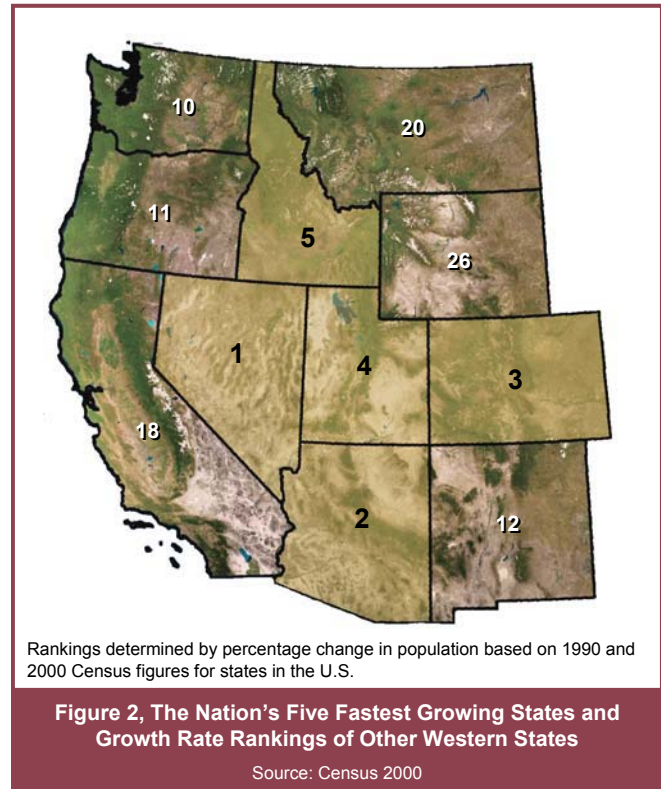 10
20
11
5
26
1
4
3
18
2
12
Rankings determined by percentage change in population based on 1990 and
2000 Census figures for states in the U.S.
Figure 2, The Nation’s Five Fastest Growing States and
Growth Rate Rankings of Other Western States
Source: Census 2000